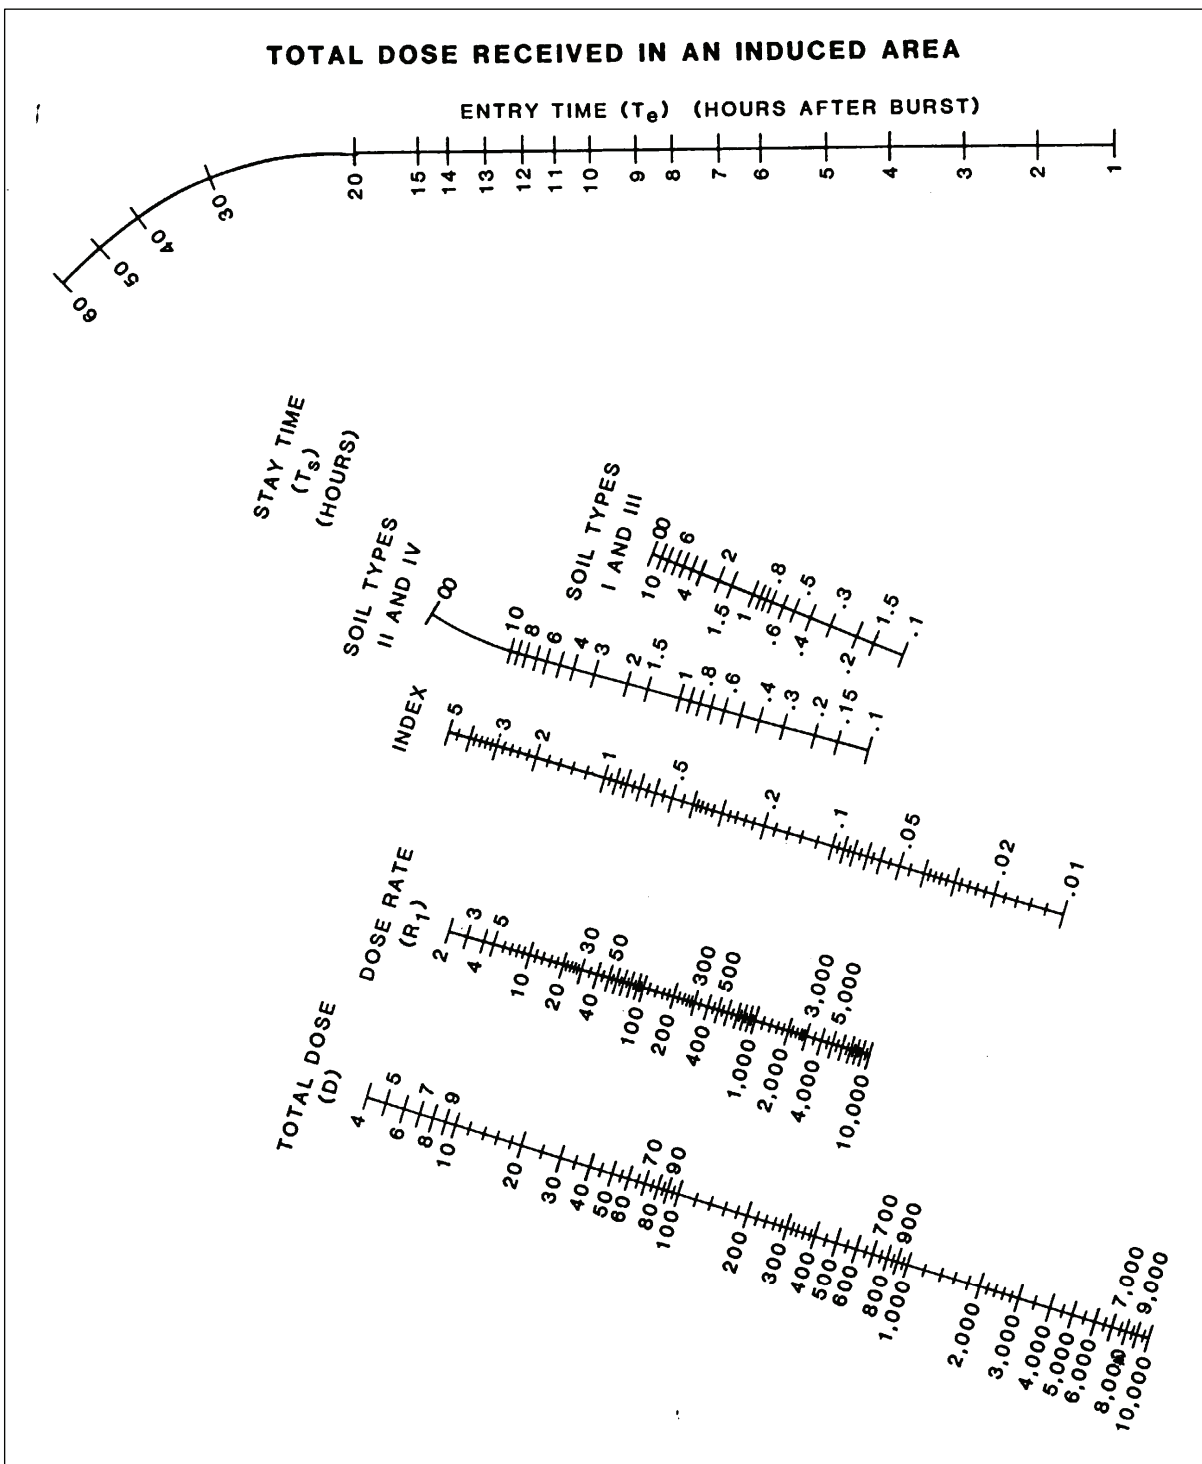 TOTAL DOSE RECEIVED IN AN INDUCED AREA
ENTRY TIME (Te) (HOURS AFTER BURST)
60 50 40 30 20 15 14 13 12 11 10 9 8 7 6 5 4 3 2 1
STAY TIME
(Ts)
(HOURS)
SOIL TYPES
I AND III
∞ 6 2 .8 .5 .3 1.5 .1
10 4 1.5 1 .6 .4 .2
SOIL TYPES
II AND IV
∞ 10 8 6 4 3 2 1.5 1 .8 .6 .4 .3 .2 .15 .1
INDEX
5 .3 2 1 .5 .2 .1 .05 .02 .01
DOSE RATE
(R1)
3 5 30 50 300 500 3,000 5,000
2 4 10 20 40 100 200 400 1,000 2,000 4,000 10,000
TOTAL DOSE
(D)
5 7 9 70 90 700 900 7,000 9,000
4 6 8 10 20 30 40 50 60 80 100 200 300 400 500 600 800 1,000 2,000 3,000 4,000 5,000 6,000 8,000 10,000